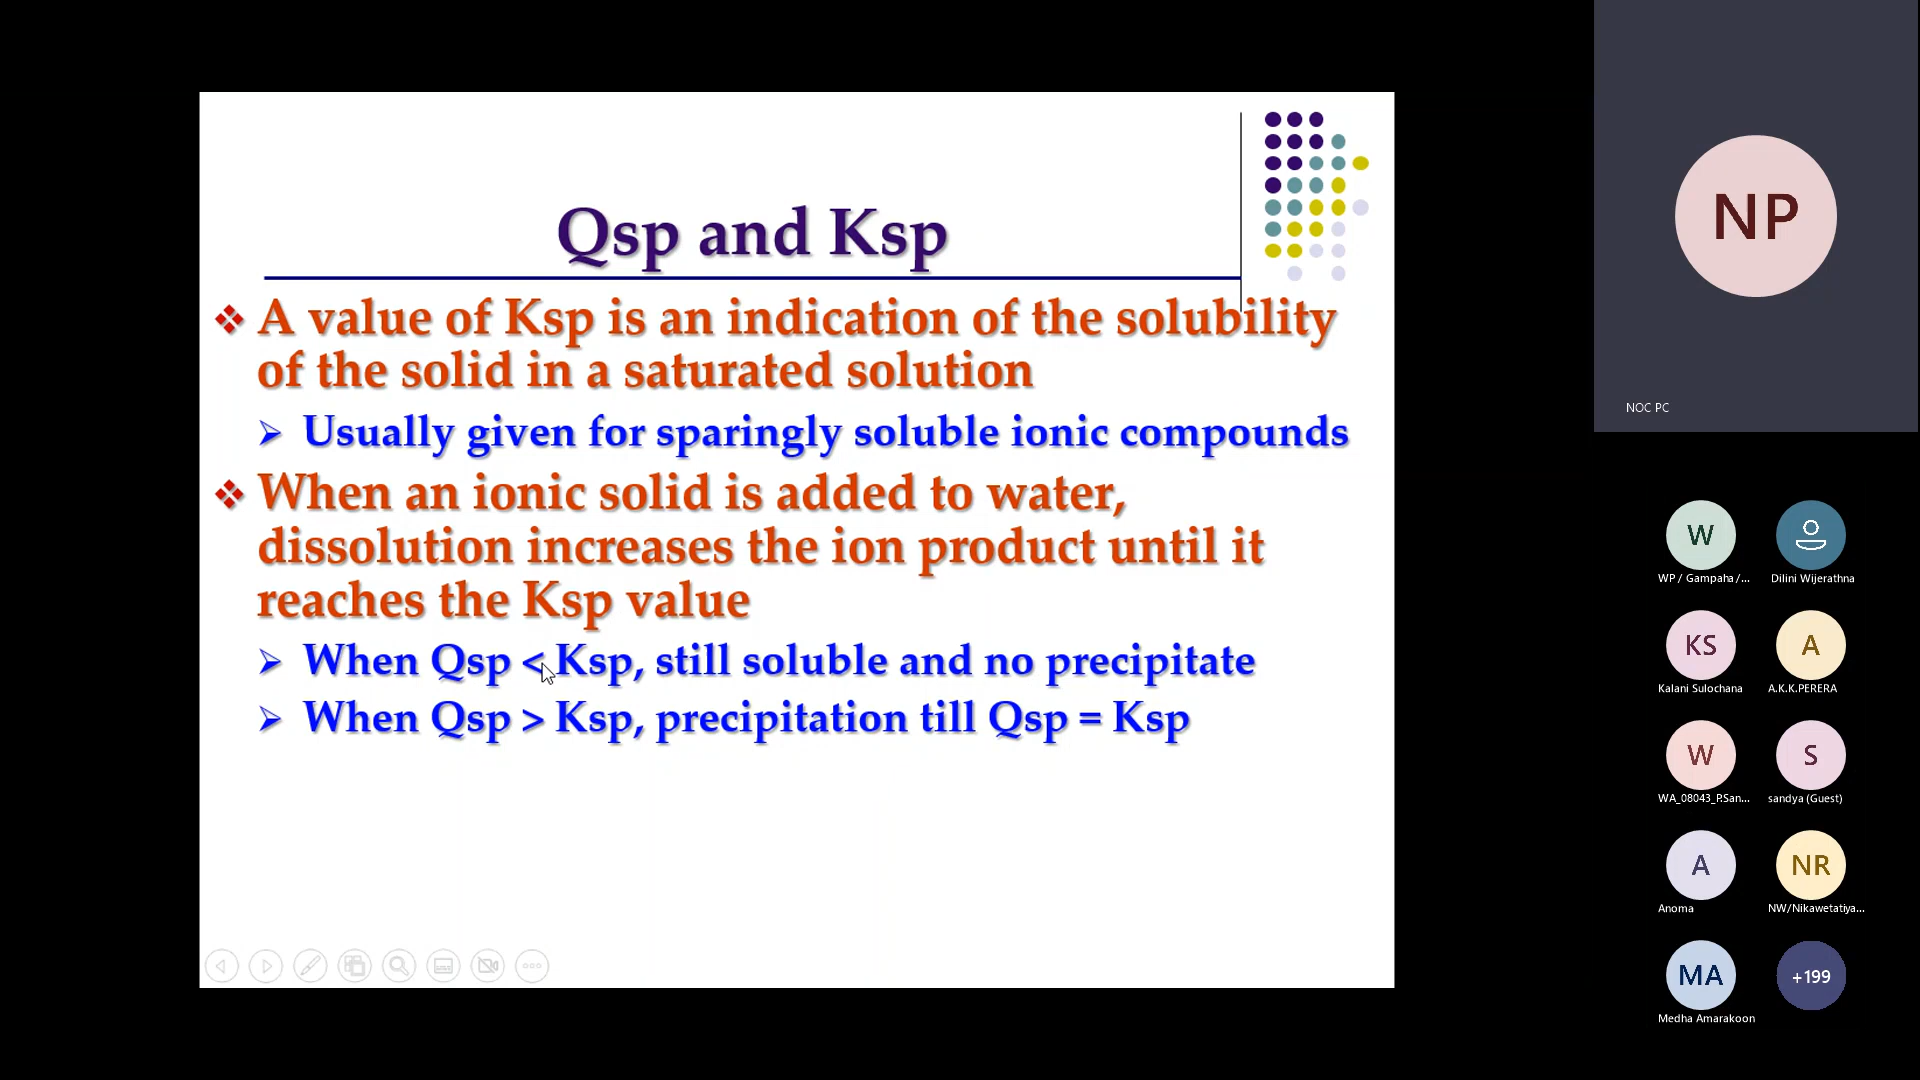 Qsp and Ksp
A value of Ksp is an indication of the solubility
of the solid in a saturated solution
Usually given for sparingly soluble ionic compounds
When an ionic solid is added to water,
dissolution increases the ion product until it
reaches the Ksp value
When Qsp < Ksp, still soluble and no precipitate
When Qsp > Ksp, precipitation till Qsp = Ksp
NP
NOC PC
W
WP / Gampaha /...
Dilini Wijerathna
KS
Kalani Sulochana
A
A.K.K.PERERA
W
WA_08043_P.San...
S
sandya (Guest)
A
Anoma
NR
NW/Nikawetatiya...
MA
Medha Amarakoon
+199